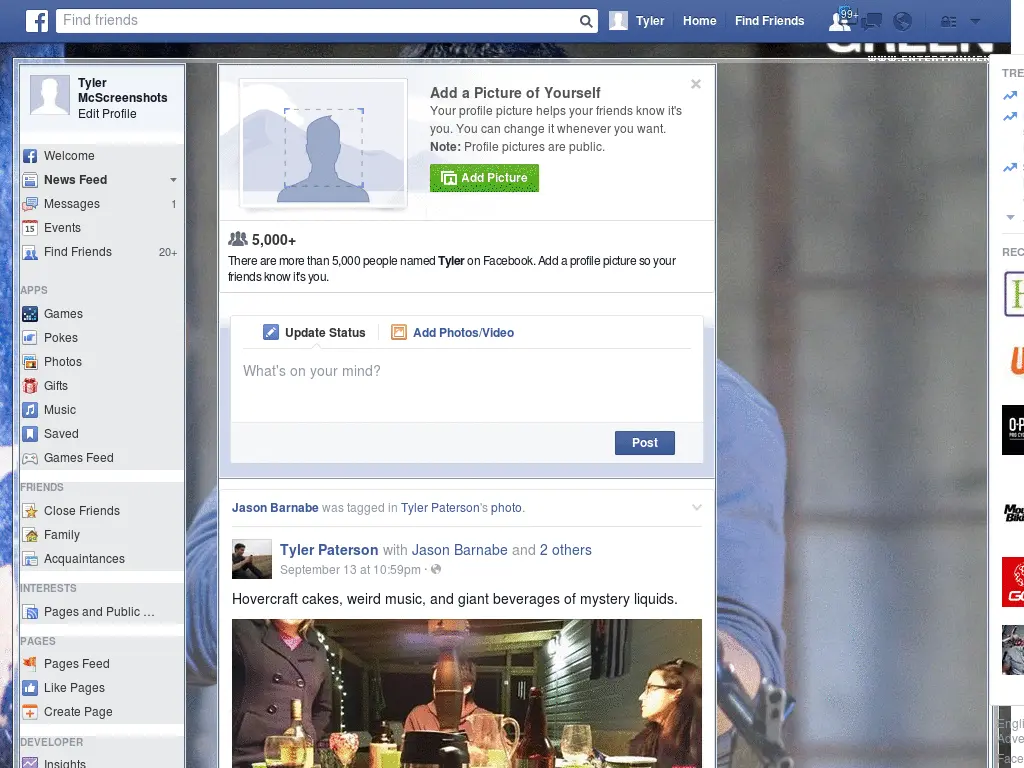 Find friends
Tyler
Home
Find Friends
99+
GREEN
WWW.ENTERTAINMEN
Tyler
McScreenshots
Edit Profile
Welcome
News Feed
Messages 1
15 Events
Find Friends 20+
APPS
Games
Pokes
Photos
Gifts
Music
Saved
Games Feed
FRIENDS
Close Friends
Family
Acquaintances
INTERESTS
Pages and Public ...
PAGES
Pages Feed
Like Pages
Create Page
DEVELOPER
Insights
Add a Picture of Yourself
Your profile picture helps your friends know it's
you. You can change it whenever you want.
Note: Profile pictures are public.
Add Picture
5,000+
There are more than 5,000 people named Tyler on Facebook. Add a profile picture so your
friends know it's you.
Update Status
Add Photos/Video
What's on your mind?
Post
Jason Barnabe was tagged in Tyler Paterson's photo.
Tyler Paterson with Jason Barnabe and 2 others
September 13 at 10:59pm ·
Hovercraft cakes, weird music, and giant beverages of mystery liquids.
TRE
REC
Engli
Adve
Face